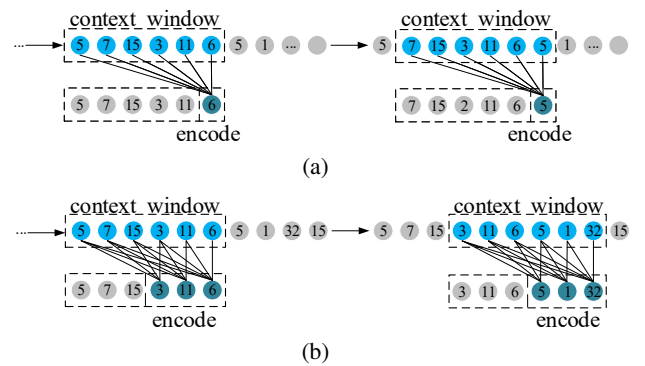 context_window context_window
... 5 7 15 3 11 6 5 1 ... 5 7 15 3 11 6 5 1 ...
5 7 15 3 11 6 7 15 2 11 6 5
encode encode
(a)
context_window context_window
... 5 7 15 3 11 6 5 1 32 15 5 7 15 3 11 6 5 1 32 15
5 7 15 3 11 6 3 11 6 5 1 32
encode encode
(b)